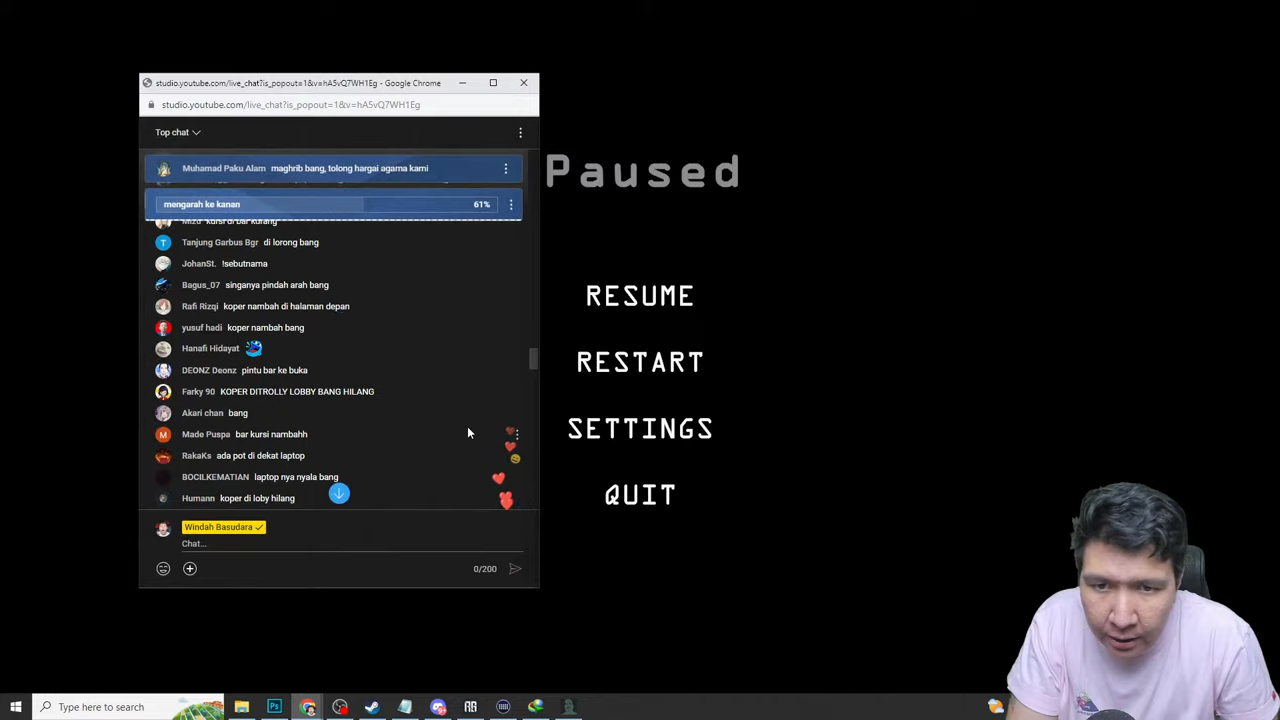 studio.youtube.com/live_chat?is_popout=1&v=hA5vQ7WH1Eg - Google Chrome
studio.youtube.com/live_chat?is_popout=1&v=hA5vQ7WH1Eg
Top chat
Muhamad Paku Alam maghrib bang, tolong hargai agama kami
mengarah ke kanan 61%
Mizu kursi di bar kurang
Tanjung Garbus Bgr di lorong bang
JohanSt. !sebutnama
Bagus_07 singanya pindah arah bang
Rafi Rizqi koper nambah di halaman depan
yusuf hadi koper nambah bang
Hanafi Hidayat
DEONZ Deonz pintu bar ke buka
Farky 90 KOPER DITROLLY LOBBY BANG HILANG
Akari chan bang
Made Puspa bar kursi nambahh
RakaKs ada pot di dekat laptop
BOCILKEMATIAN laptop nya nyala bang
Humann koper di loby hilang
Windah Basudara
Chat...
0/200
Paused
RESUME
RESTART
SETTINGS
QUIT
Type here to search